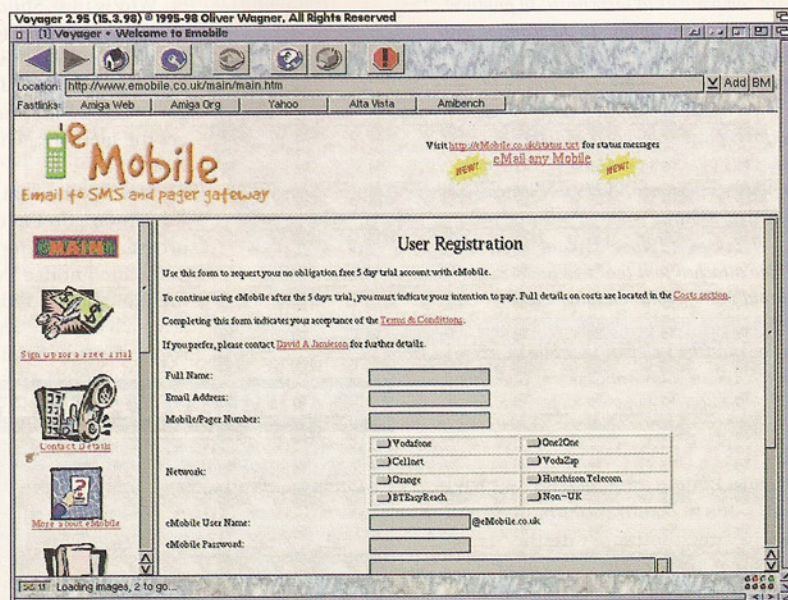 Voyager 2.95 (15.3.98) © 1995-98 Oliver Wagner, All Rights Reserved
[1] Voyager • Welcome to Emobile
Location: http://www.emobile.co.uk/main/main.htm Add BM
Fastlinks: Amiga Web Amiga Org Yahoo Alta Vista Amibench
eMobile
Email to SMS and pager gateway
Visit http://eMobile.co.uk/status.txt for status messages
NEW! eMail any Mobile NEW!
MAIN
Sign up for a Free Trial
Contact Details
More about eMobile
User Registration
Use this form to request your no obligation free 5 day trial account with eMobile.
To continue using eMobile after the 5 days trial, you must indicate your intention to pay. Full details on costs are located in the Costs section.
Completing this form indicates your acceptance of the Terms & Conditions.
If you prefer, please contact David A Jamieson for further details.
Full Name:
Email Address:
Mobile/Pager Number:
Network:
Vodafone One2One
Cellnet VodaZap
Orange Hutchison Telecom
BTEasyReach Non-UK
eMobile User Name: @eMobile.co.uk
eMobile Password:
Loading images, 2 to go...